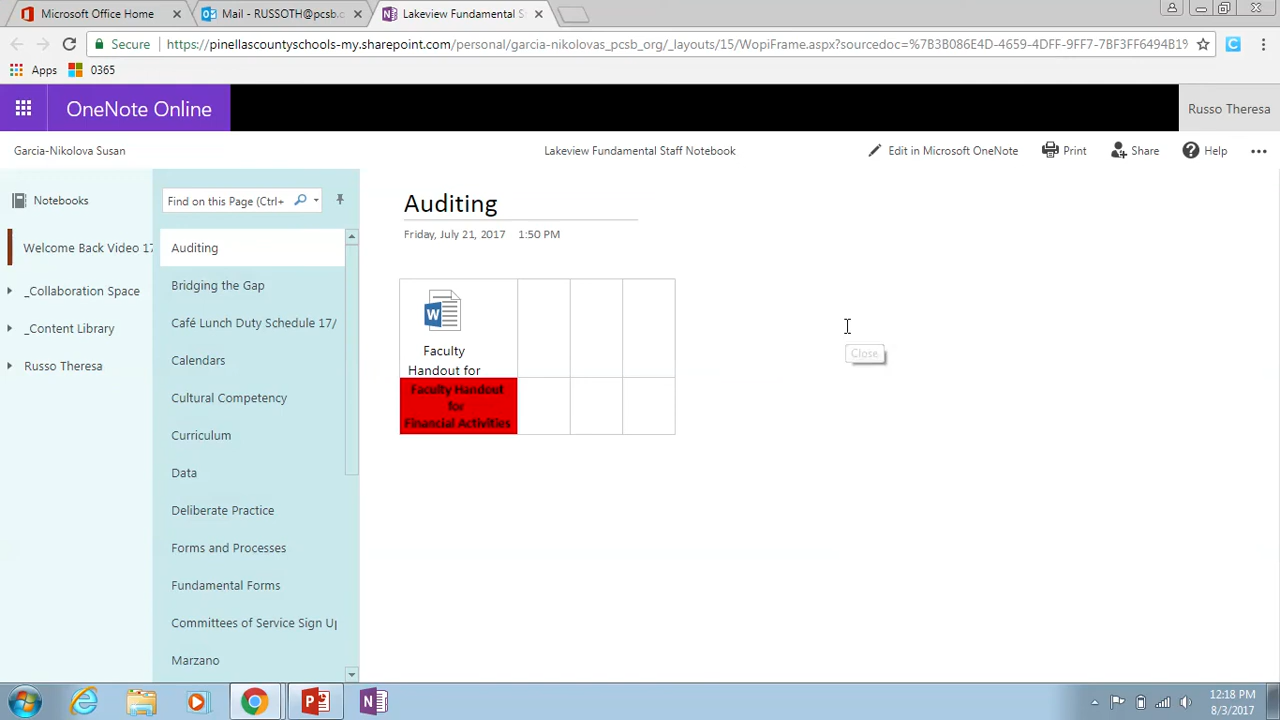 Microsoft Office Home
Mail - RUSSOTH@pcsb.c
Lakeview Fundamental S
Secure
https://pinellascountyschools-my.sharepoint.com/personal/garcia-nikolovas_pcsb_org/_layouts/15/WopiFrame.aspx?sourcedoc=%7B3B086E4D-4659-4DFF-9FF7-7BF3FF6494B19
Apps
0365
OneNote Online
Russo Theresa
Garcia-Nikolova Susan
Lakeview Fundamental Staff Notebook
Edit in Microsoft OneNote
Print
Share
Help
Notebooks
Find on this Page (Ctrl+
Welcome Back Video 17
_Collaboration Space
_Content Library
Russo Theresa
Auditing
Bridging the Gap
Café Lunch Duty Schedule 17/
Calendars
Cultural Competency
Curriculum
Data
Deliberate Practice
Forms and Processes
Fundamental Forms
Committees of Service Sign Up
Marzano
Auditing
Friday, July 21, 2017 1:50 PM
Faculty
Handout for
Faculty Handout
for
Financial Activities
Close
12:18 PM
8/3/2017